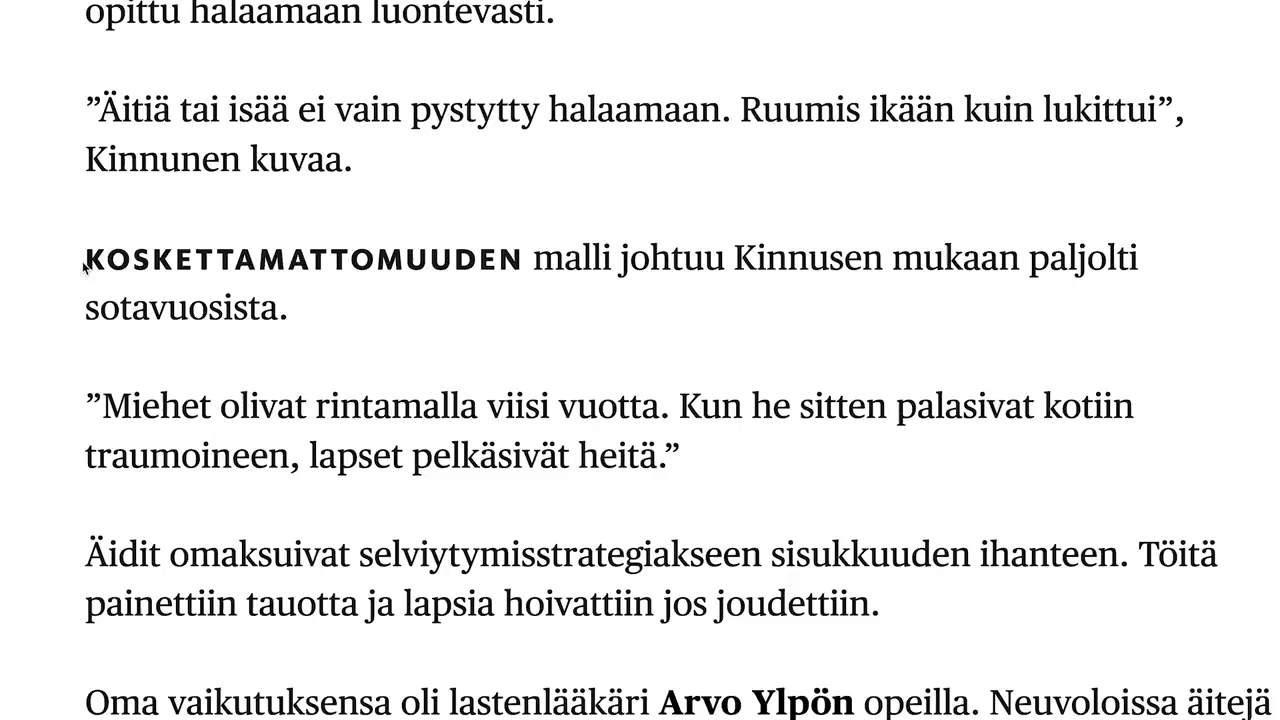 opittu halaamaan luontevasti.
”Äitiä tai isää ei vain pystytty halaamaan. Ruumis ikään kuin lukittui”,
Kinnunen kuvaa.
KOSKETTAMATTOMUUDEN malli johtuu Kinnusen mukaan paljolti
sotavuosista.
”Miehet olivat rintamalla viisi vuotta. Kun he sitten palasivat kotiin
traumoineen, lapset pelkäsivät heitä.”
Äidit omaksuivat selviytymisstrategiakseen sisukkuuden ihanteen. Töitä
painettiin tauotta ja lapsia hoivattiin jos joudettiin.
Oma vaikutuksensa oli lastenlääkäri Arvo Ylpön opeilla. Neuvoloissa äitejä